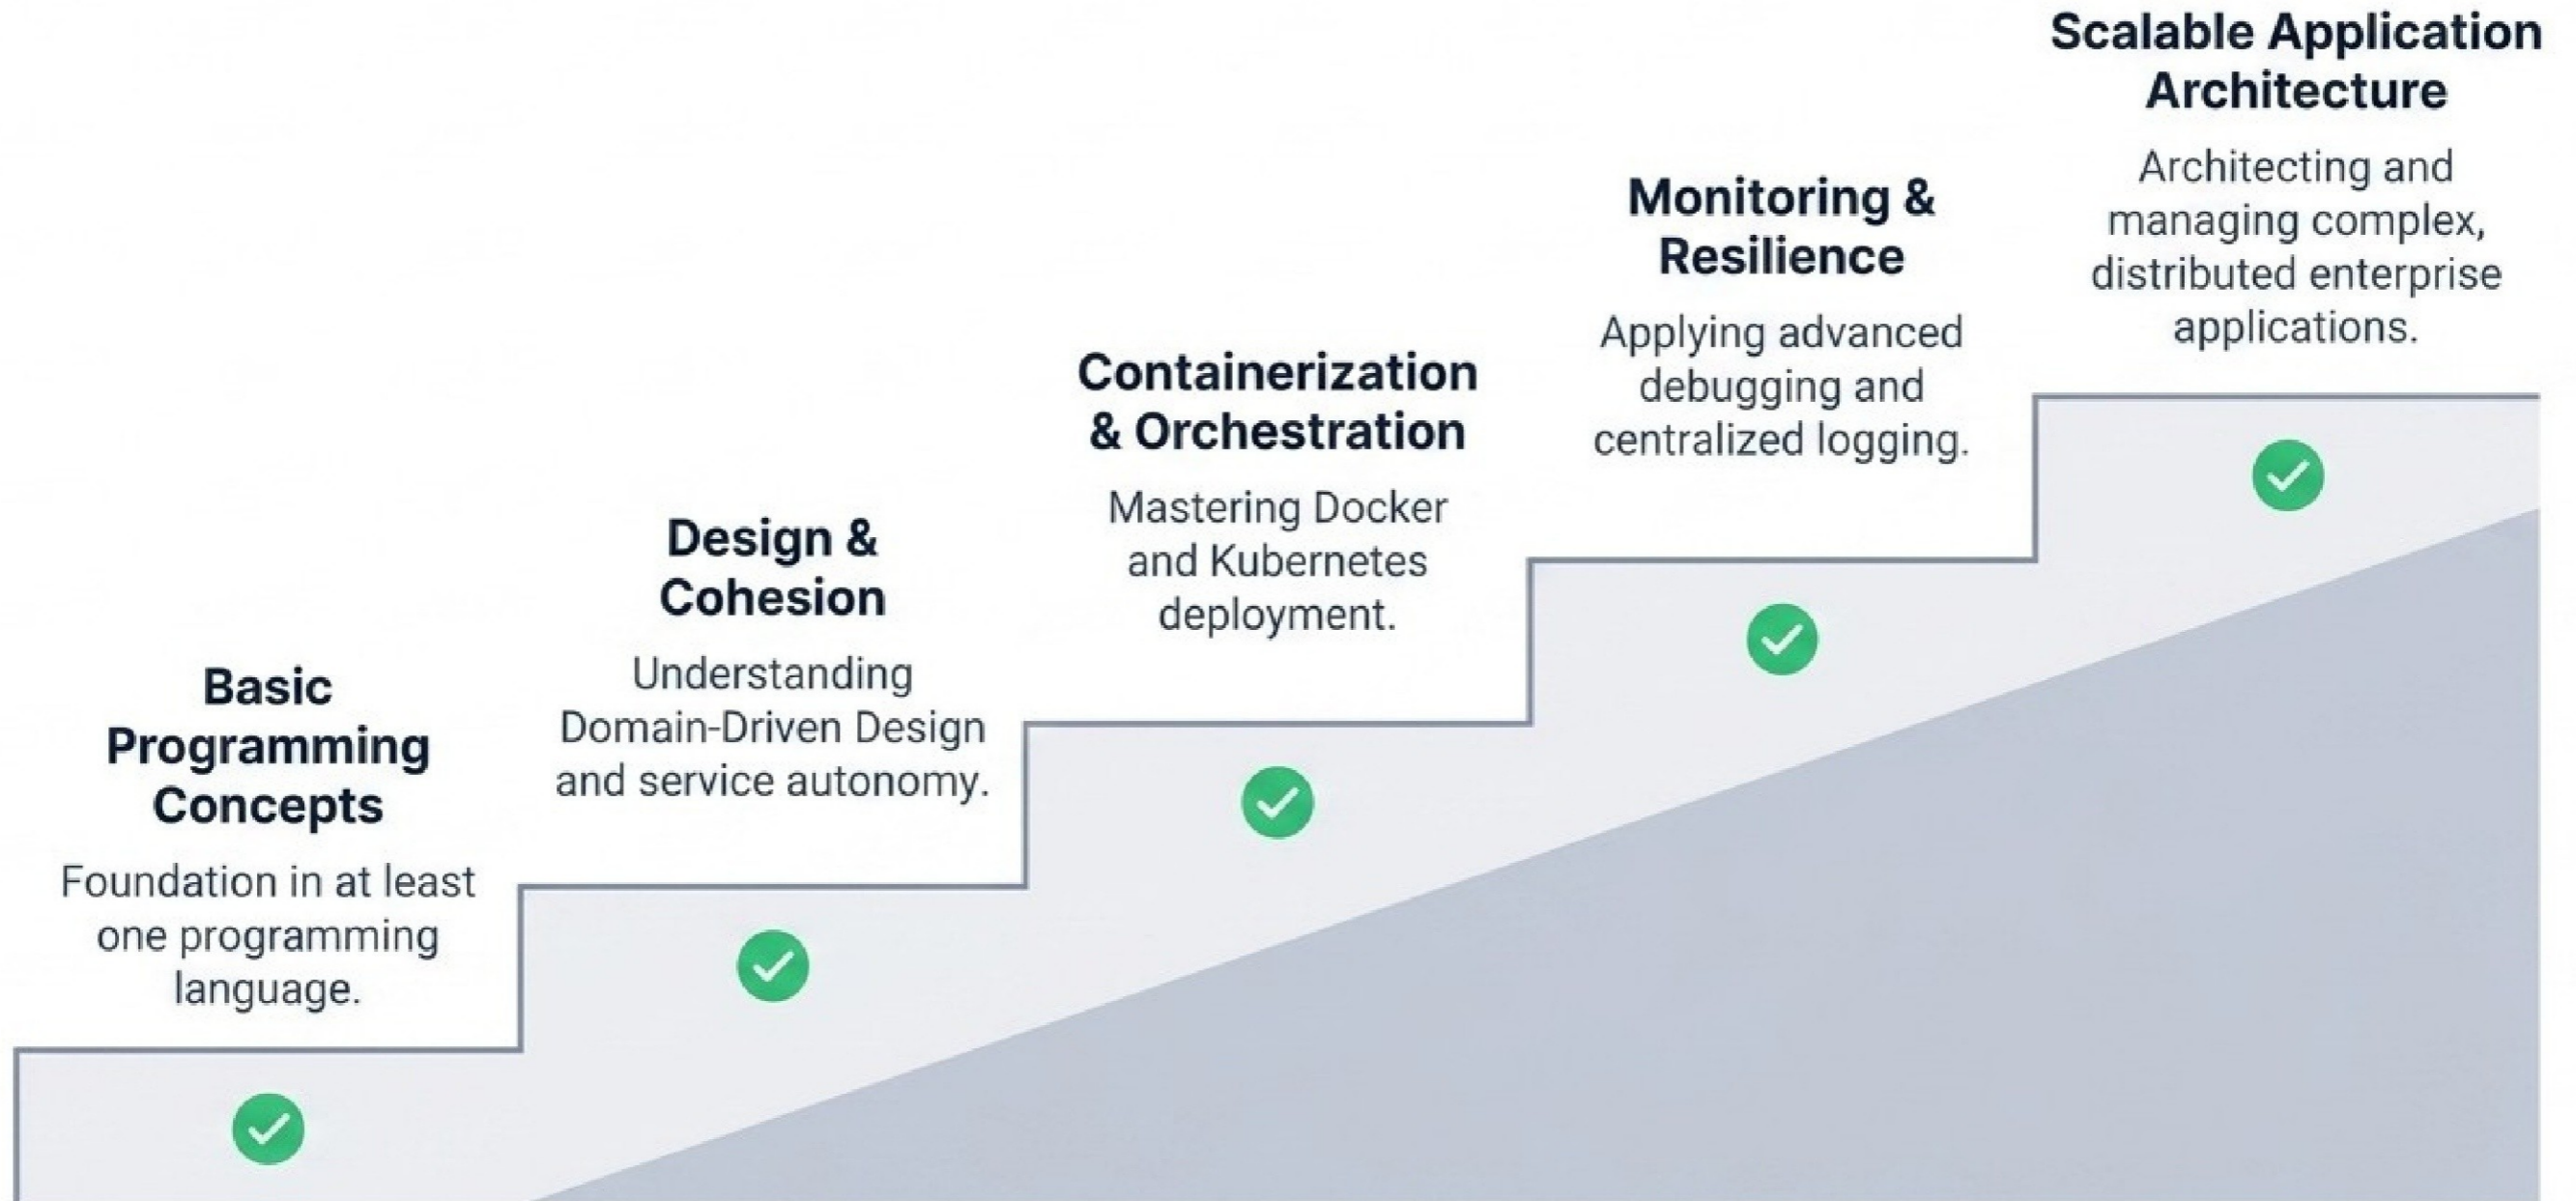 Basic
Programming
Concepts
Foundation in at least
one programming
language.
Design &
Cohesion
Understanding
Domain-Driven Design
and service autonomy.
Containerization
& Orchestration
Mastering Docker
and Kubernetes
deployment.
Monitoring &
Resilience
Applying advanced
debugging and
centralized logging.
Scalable Application
Architecture
Architecting and
managing complex,
distributed enterprise
applications.